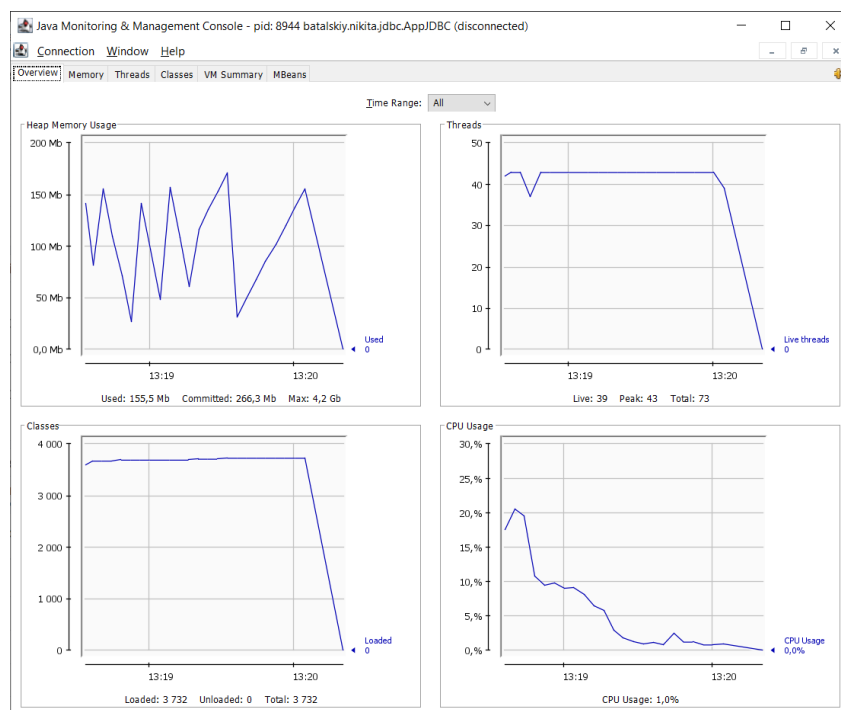 Java Monitoring & Management Console - pid: 8944 batalskiy.nikita.jdbc.AppJDBC (disconnected)
Connection Window Help
Overview Memory Threads Classes VM Summary MBeans
Time Range: All
Heap Memory Usage
200 Mb
150 Mb
100 Mb
50 Mb
0,0 Mb
Used
0
13:19 13:20
Used: 155,5 Mb Committed: 266,3 Mb Max: 4,2 Gb
Threads
50
40
30
20
10
0
Live threads
0
13:19 13:20
Live: 39 Peak: 43 Total: 73
Classes
4 000
3 000
2 000
1 000
0
Loaded
0
13:19 13:20
Loaded: 3 732 Unloaded: 0 Total: 3 732
CPU Usage
30,%
25,%
20,%
15,%
10,%
5,%
0,%
CPU Usage
0,0%
13:19 13:20
CPU Usage: 1,0%